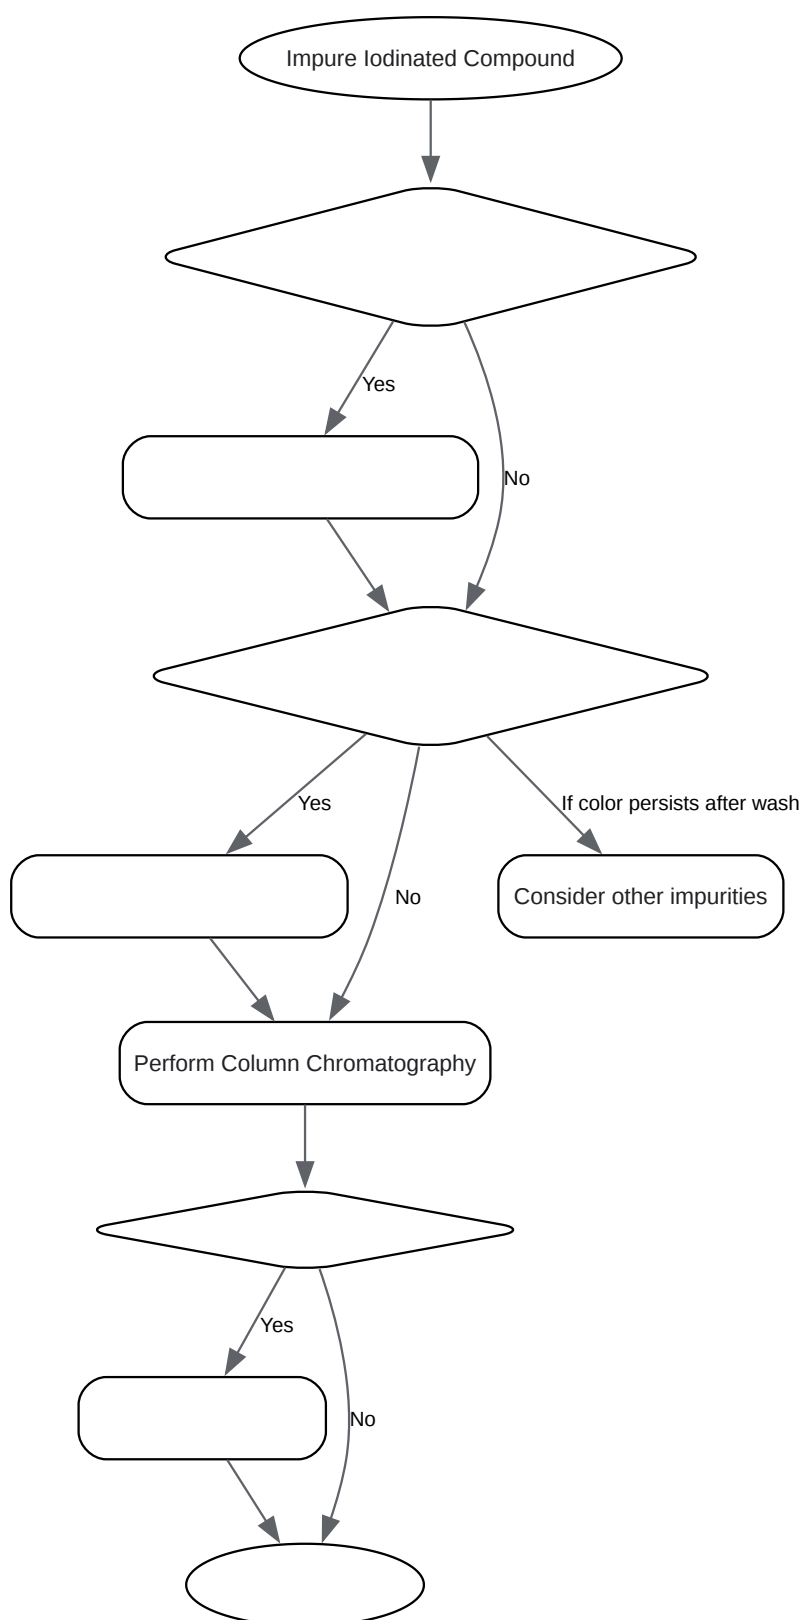 Impure Iodinated Compound
Yes
No
Yes
If color persists after wash
No
Consider other impurities
Perform Column Chromatography
Yes
No